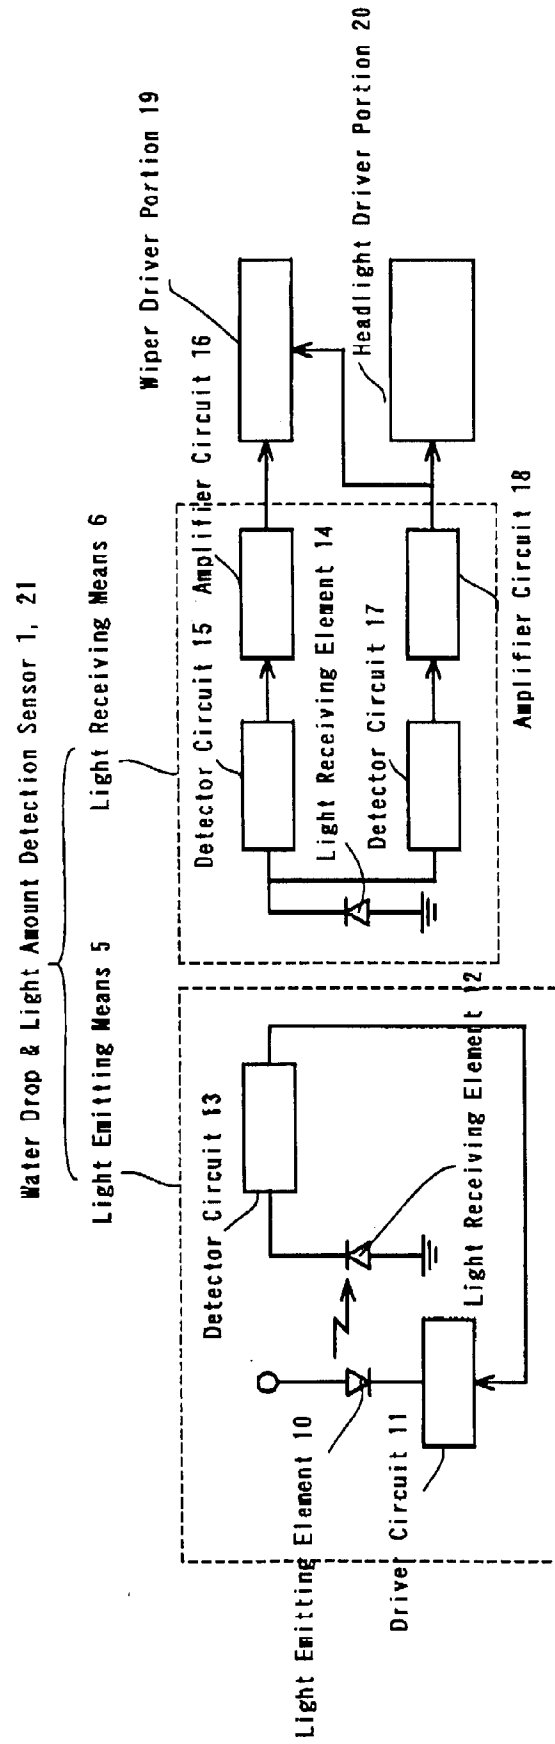 Water Drop & Light Amount Detection Sensor 1, 21
Light Emitting Means 5
Light Receiving Means 6
Wiper Driver Portion 19
Detector Circuit 13
Detector Circuit 15
Amplifier Circuit 16
Light Receiving Element 14
Headlight Driver Portion 20
Detector Circuit 17
Light Emitting Element 10
Driver Circuit 11
Light Receiving Element 12
Amplifier Circuit 18